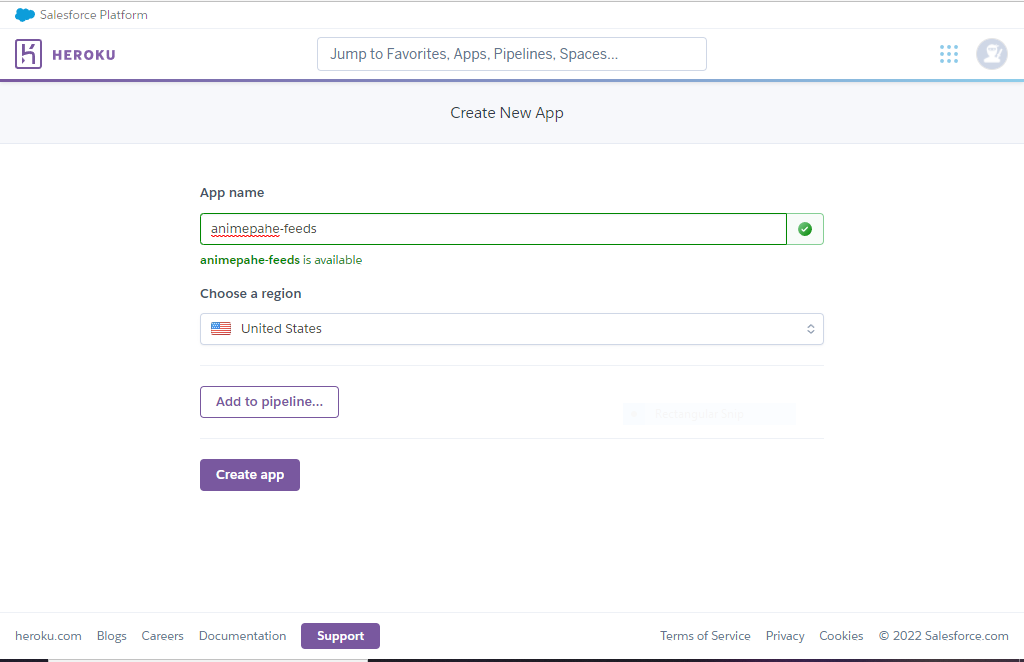 Salesforce Platform
HEROKU
Jump to Favorites, Apps, Pipelines, Spaces...
Create New App
App name
animepahe-feeds
animepahe-feeds is available
Choose a region
United States
Add to pipeline...
Rectangular Snip
Create app
heroku.com Blogs Careers Documentation Support Terms of Service Privacy Cookies © 2022 Salesforce.com